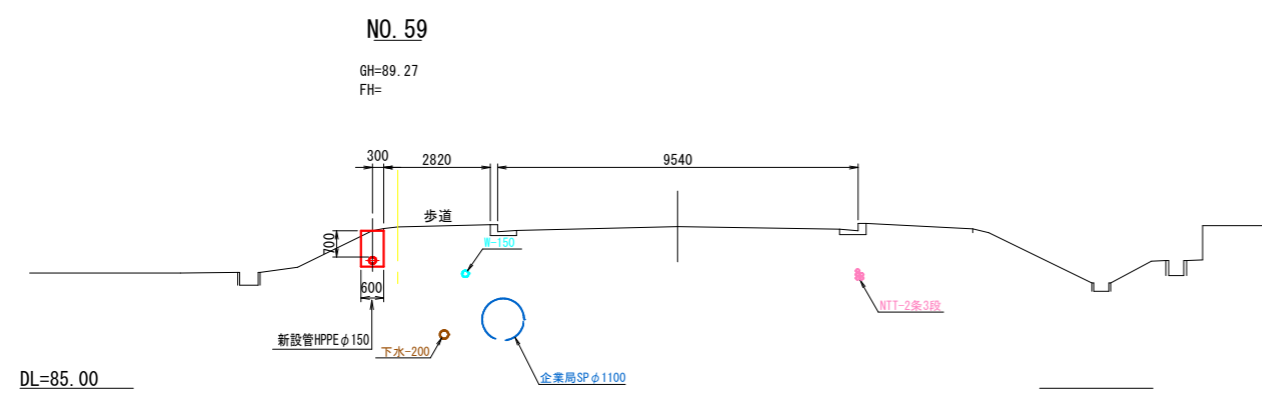 NO. 59
GH=89.27
FH=
300
2820
9540
歩道
700
W-150
600
NTT-2条3段
新設管HPPEφ150
下水-200
企業局SPφ1100
DL=85.00